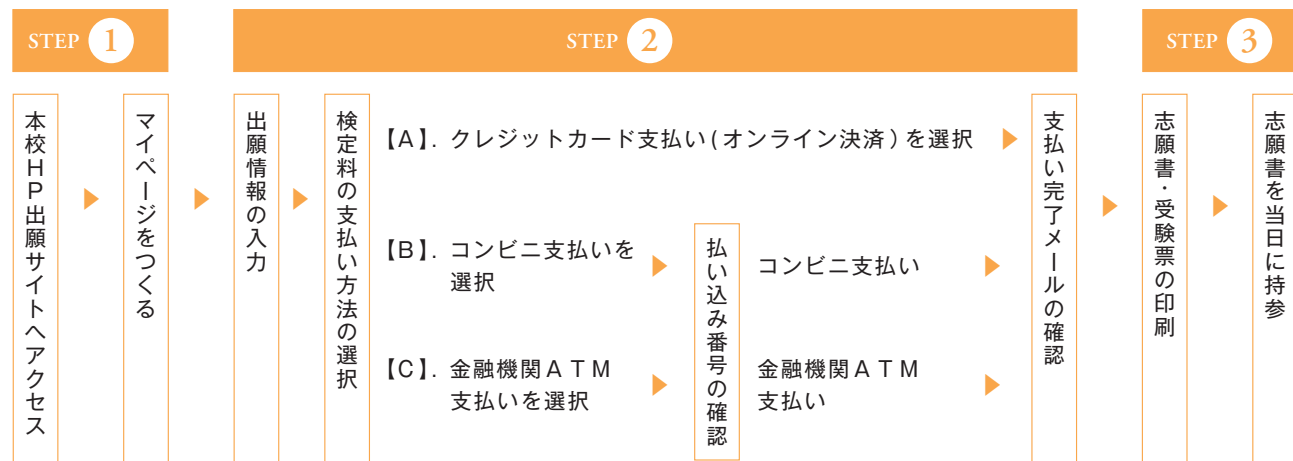 STEP 1
本校HP出願サイトへアクセス
マイページをつくる
STEP 2
出願情報の入力
検定料の支払い方法の選択
【A】. クレジットカード支払い(オンライン決済)を選択
【B】. コンビニ支払いを
選択
【C】. 金融機関ATM
支払いを選択
払い込み番号の確認
コンビニ支払い
金融機関ATM
支払い
支払い完了メールの確認
STEP 3
志願書・受験票の印刷
志願書を当日に持参